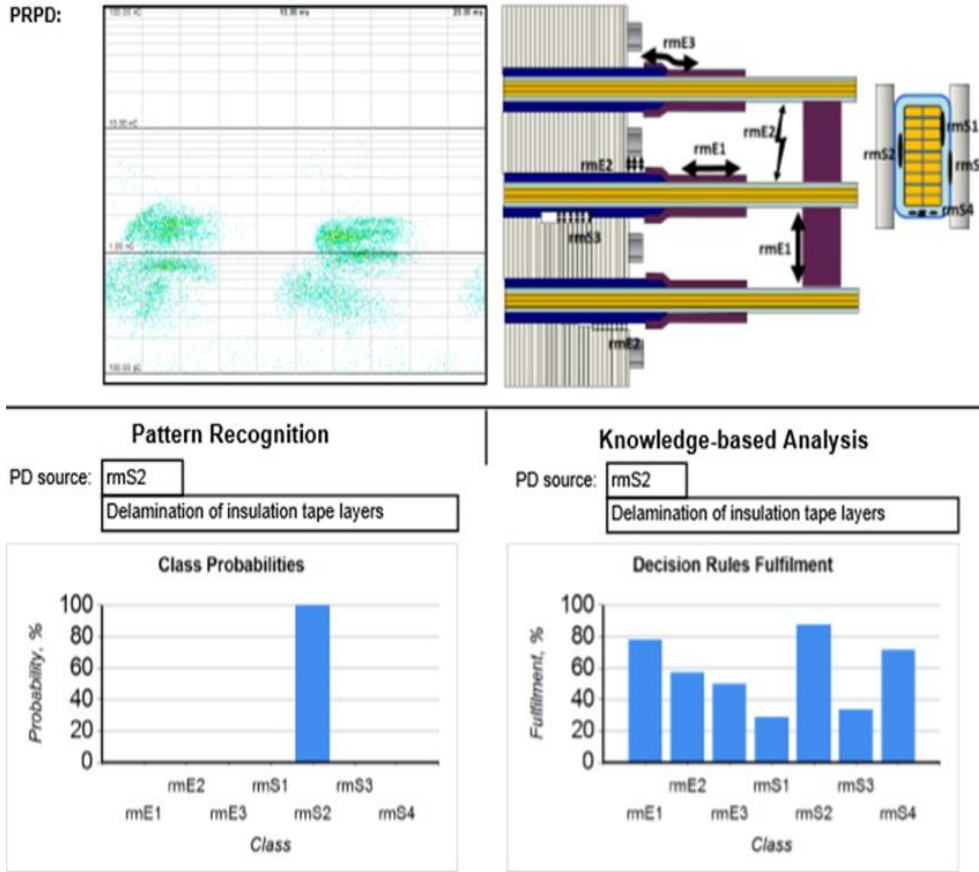 PRPD:
100.00 nC
10.00 ms
20.00 ms
10.00 nC
1.00 nC
100.00 pC
rmE3
rmE2
rmE2
rmE1
rmS3
rmE1
rmE2
rmS1
rmS2
rmS
rmS4
Pattern Recognition
PD source: rmS2
Delamination of insulation tape layers
Class Probabilities
Probability, %
100
80
60
40
20
0
rmE2 rmS1 rmS3
rmE1 rmE3 rmS2 rmS4
Class
Knowledge-based Analysis
PD source: rmS2
Delamination of insulation tape layers
Decision Rules Fulfilment
Fulfilment, %
100
80
60
40
20
0
rmE2 rmS1 rmS3
rmE1 rmE3 rmS2 rmS4
Class